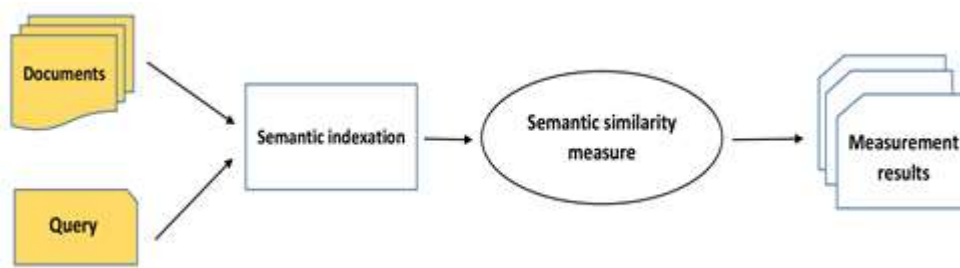 Documents
Semantic indexation
Semantic similarity
measure
Measurement
results
Query